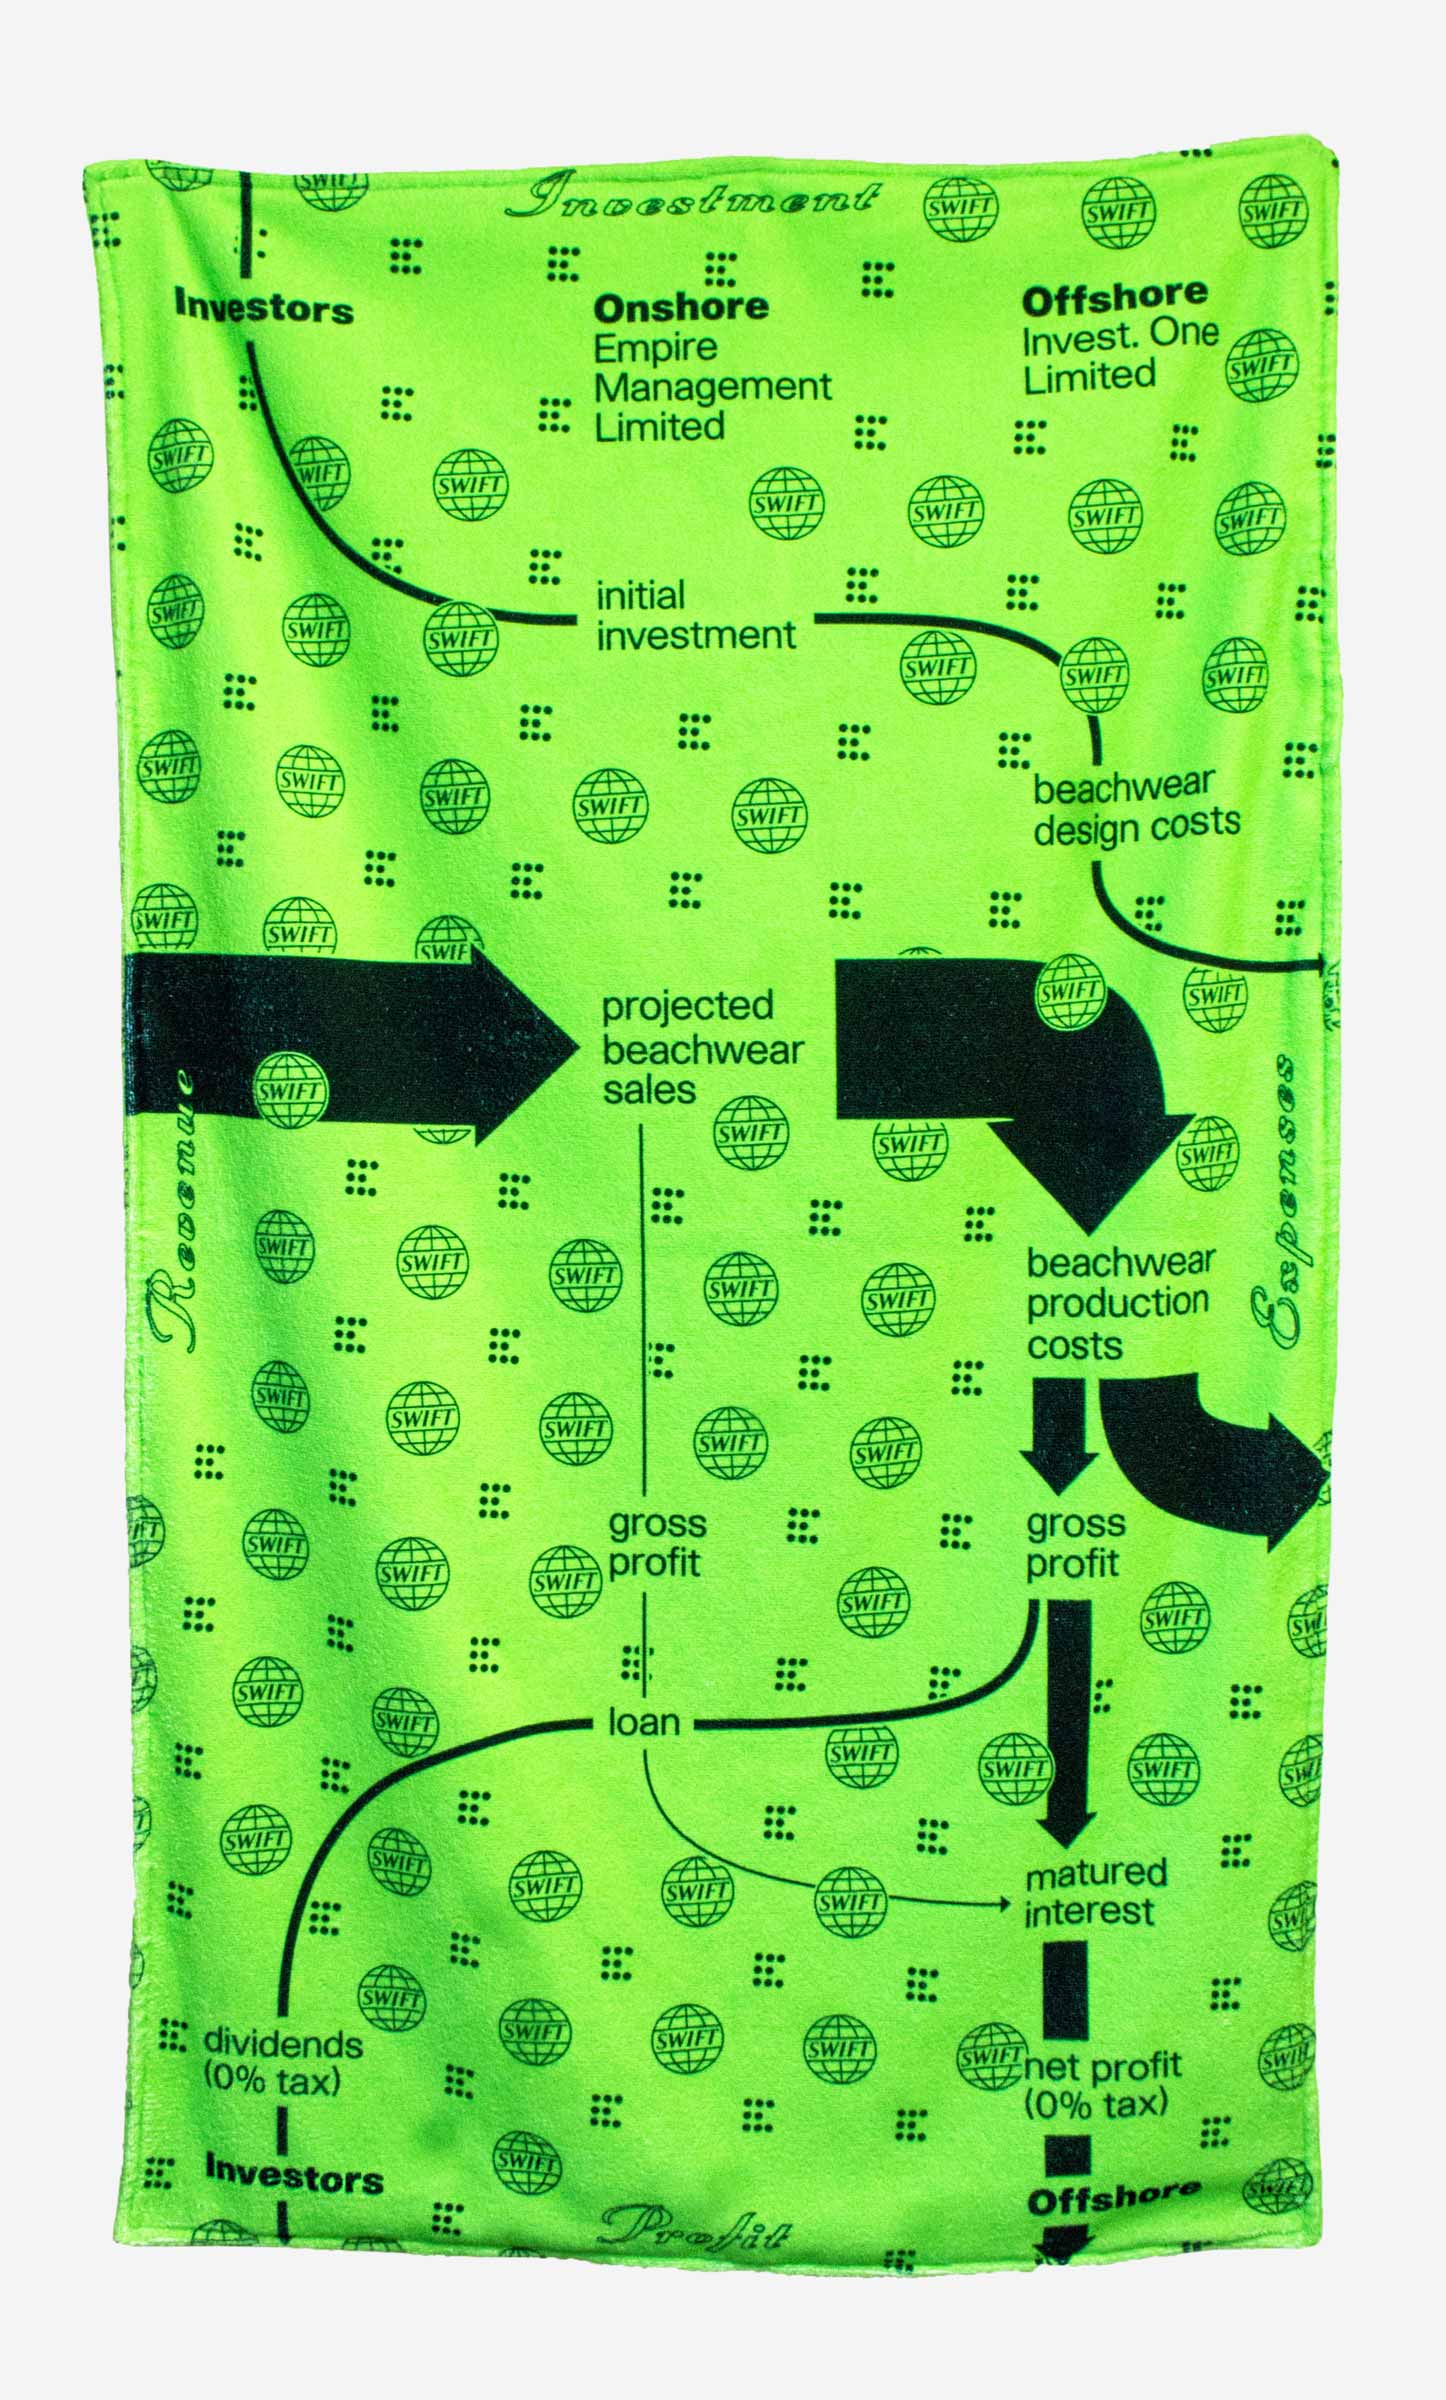 Investment
Investors
Onshore
Empire
Management
Limited
Offshore
Invest. One
Limited
initial
investment
beachwear
design costs
projected
beachwear
sales
Revenue
Expenses
beachwear
production
costs
gross
profit
gross
profit
loan
matured
interest
dividends
(0% tax)
net profit
(0% tax)
Investors
Offshore
Profit
SWIFT